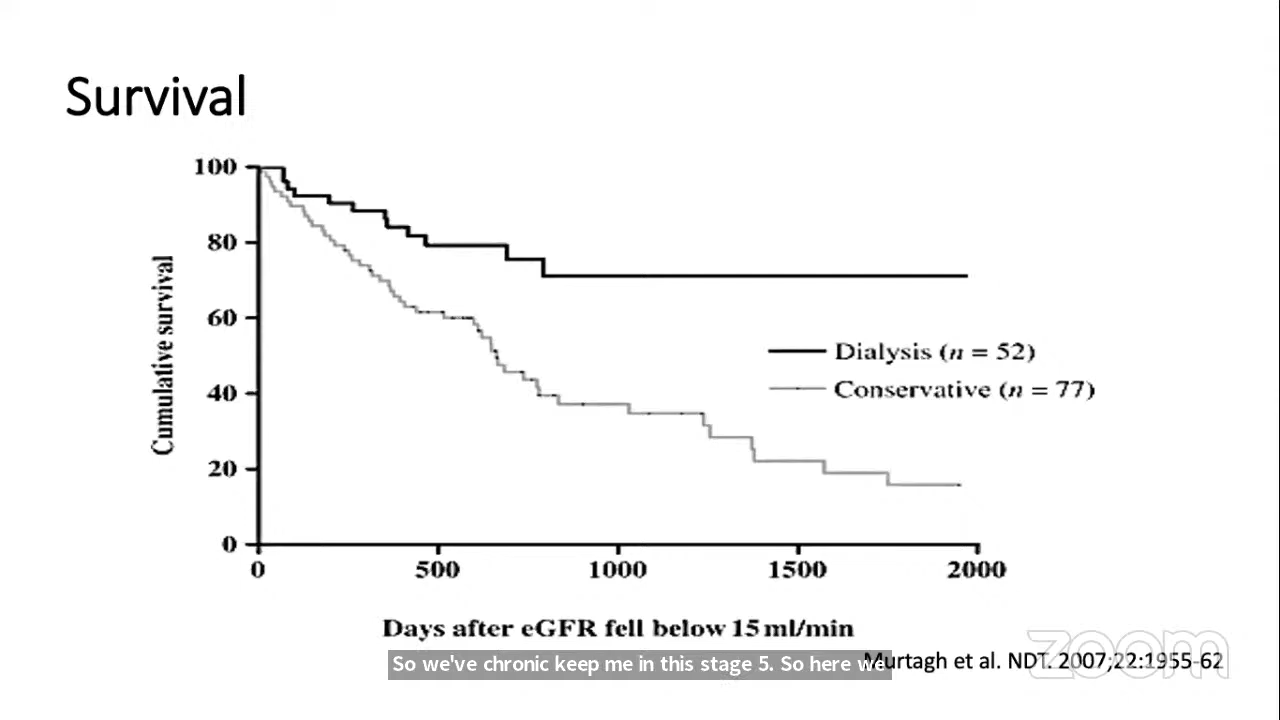 Survival
100
80
60
40
20
0
Cumulative survival
Dialysis (n = 52)
Conservative (n = 77)
0 500 1000 1500 2000
Days after eGFR fell below 15 ml/min
So we've chronic keep me in this stage 5. So here we
Murtagh et al. NDT. 2007;22:1955-62
zoom